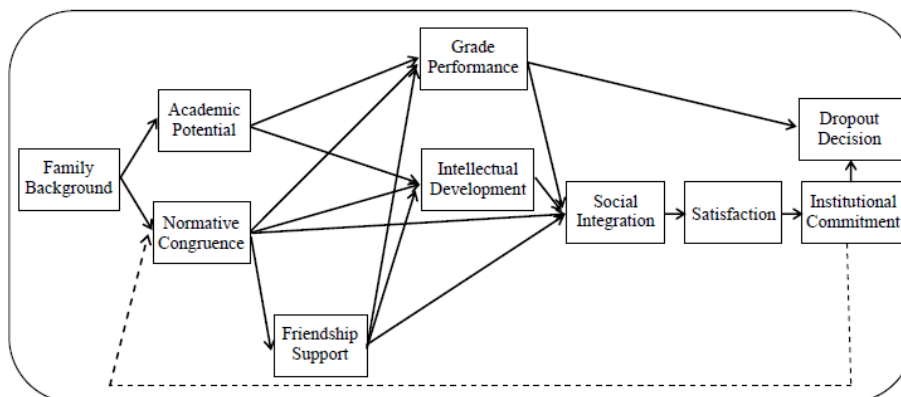 Grade
Performance
Academic
Potential
Dropout
Decision
Family
Background
Intellectual
Development
Normative
Congruence
Social
Integration
Satisfaction
Institutional
Commitment
Friendship
Support